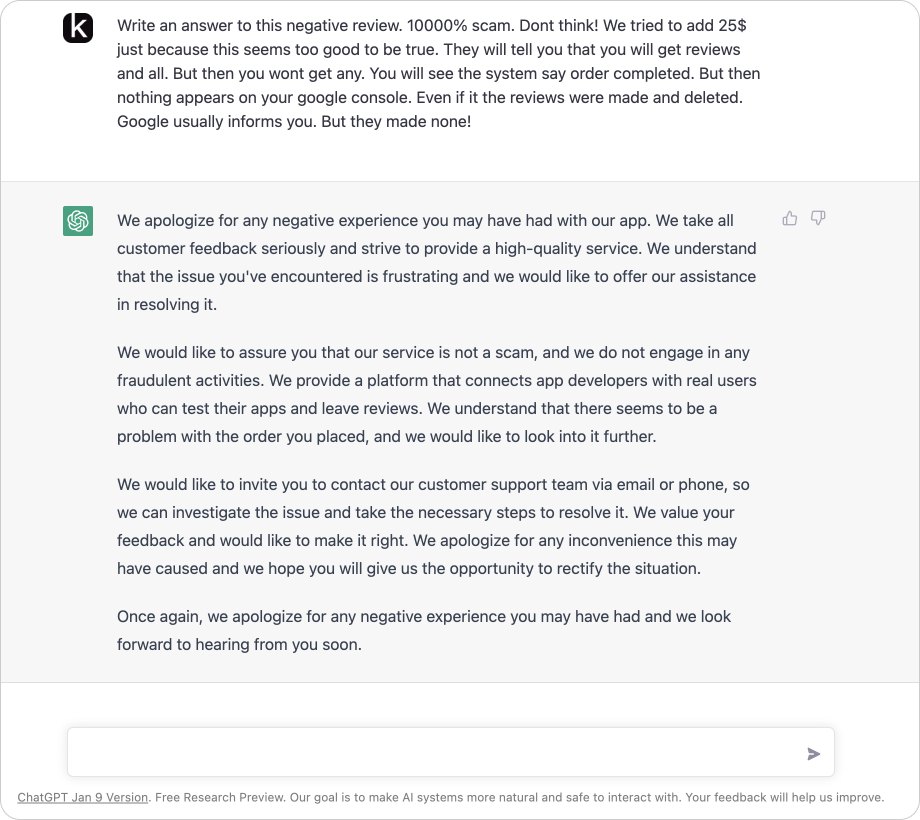 k
Write an answer to this negative review. 10000% scam. Dont think! We tried to add 25$
just because this seems too good to be true. They will tell you that you will get reviews
and all. But then you wont get any. You will see the system say order completed. But then
nothing appears on your google console. Even if it the reviews were made and deleted.
Google usually informs you. But they made none!
We apologize for any negative experience you may have had with our app. We take all
customer feedback seriously and strive to provide a high-quality service. We understand
that the issue you've encountered is frustrating and we would like to offer our assistance
in resolving it.
We would like to assure you that our service is not a scam, and we do not engage in any
fraudulent activities. We provide a platform that connects app developers with real users
who can test their apps and leave reviews. We understand that there seems to be a
problem with the order you placed, and we would like to look into it further.
We would like to invite you to contact our customer support team via email or phone, so
we can investigate the issue and take the necessary steps to resolve it. We value your
feedback and would like to make it right. We apologize for any inconvenience this may
have caused and we hope you will give us the opportunity to rectify the situation.
Once again, we apologize for any negative experience you may have had and we look
forward to hearing from you soon.
ChatGPT Jan 9 Version. Free Research Preview. Our goal is to make AI systems more natural and safe to interact with. Your feedback will help us improve.